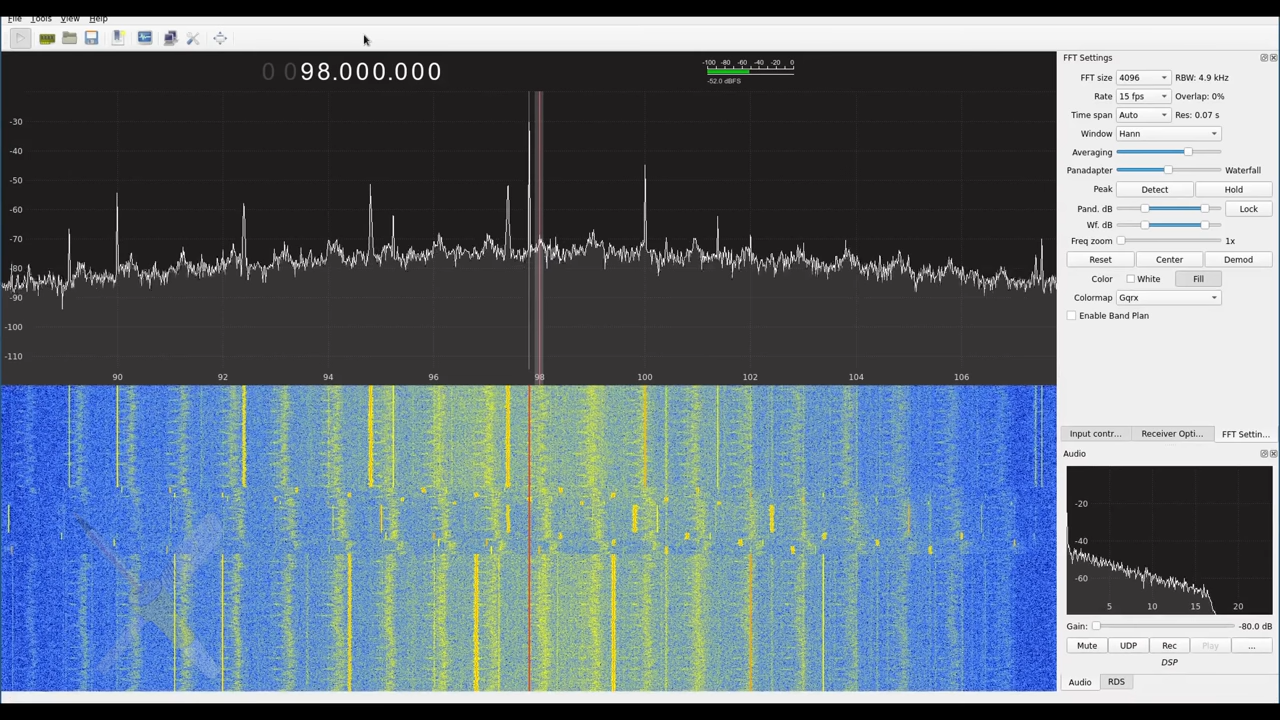 File Tools View Help
0 098.000.000
-100 -80 -60 -40 -20 0
-52.0 dBFS
-30
-40
-50
-60
-70
-80
-90
-100
-110
90 92 94 96 98 100 102 104 106
FFT Settings
FFT size 4096 RBW: 4.9 kHz
Rate 15 fps Overlap: 0%
Time span Auto Res: 0.07 s
Window Hann
Averaging
Panadapter Waterfall
Peak Detect Hold
Pand. dB Lock
Wf. dB
Freq zoom 1x
Reset Center Demod
Color White Fill
Colormap Gqrx
Enable Band Plan
Input contr... Receiver Opti... FFT Settin...
Audio
-20
-40
-60
5 10 15 20
Gain: -80.0 dB
Mute UDP Rec Play ...
DSP
Audio RDS